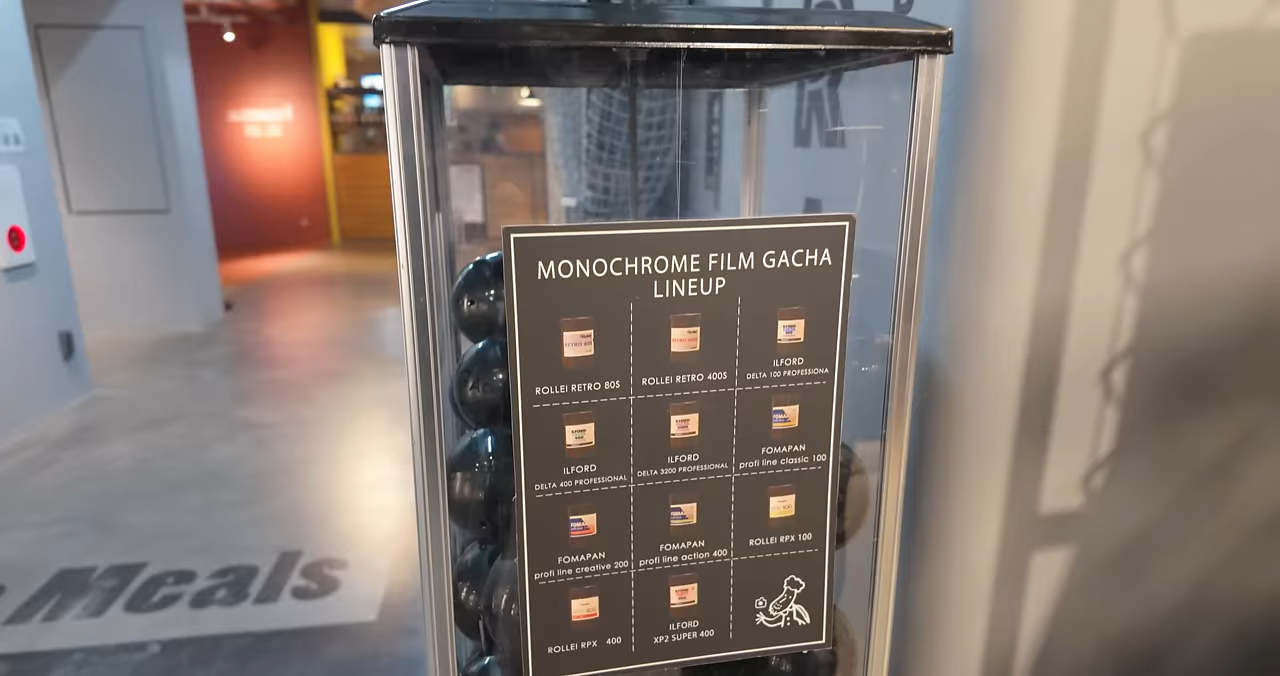 MONOCHROME FILM GACHA
LINEUP
ROLLEI RETRO 80S
ROLLEI RETRO 400S
ILFORD
DELTA 100 PROFESSIONA
ILFORD
DELTA 400 PROFESSIONAL
ILFORD
DELTA 3200 PROFESSIONAL
FOMAPAN
profi line classic 100
FOMAPAN
profi line creative 200
FOMAPAN
profi line action 400
ROLLEI RPX 100
ROLLEI RPX 400
ILFORD
XP2 SUPER 400
Mcals